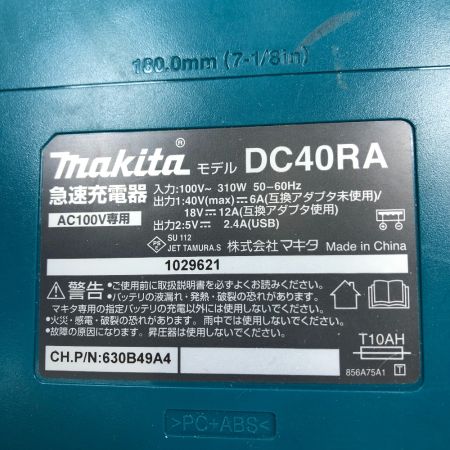 180.0mm (7-1/8in)
makita® モデル DC40RA
急速充電器
AC100V専用
入力:100V~ 310W 50-60Hz
出力1:40V(max)⎓6A(互換アダプタ未使用)/
18V⎓12A(互換アダプタ使用)
出力2:5V⎓ 2.4A(USB)
PS E
SU 112
JET TAMURA.S 株式会社マキタ Made in China
1029621
警告
●ご使用前に取扱説明書を必ずよくお読みください。
●バッテリの液漏れ・発熱・破裂の恐れがあります。
マキタ専用の指定バッテリの充電以外には使用しないでください。
●火災・感電・破裂の恐れがあります。雨中では使用しないでください。
●故障の原因になります。昇圧器は使用しないでください。
T10AH
CH.P/N:630B49A4
856A75A1 T
>PC+ABS<